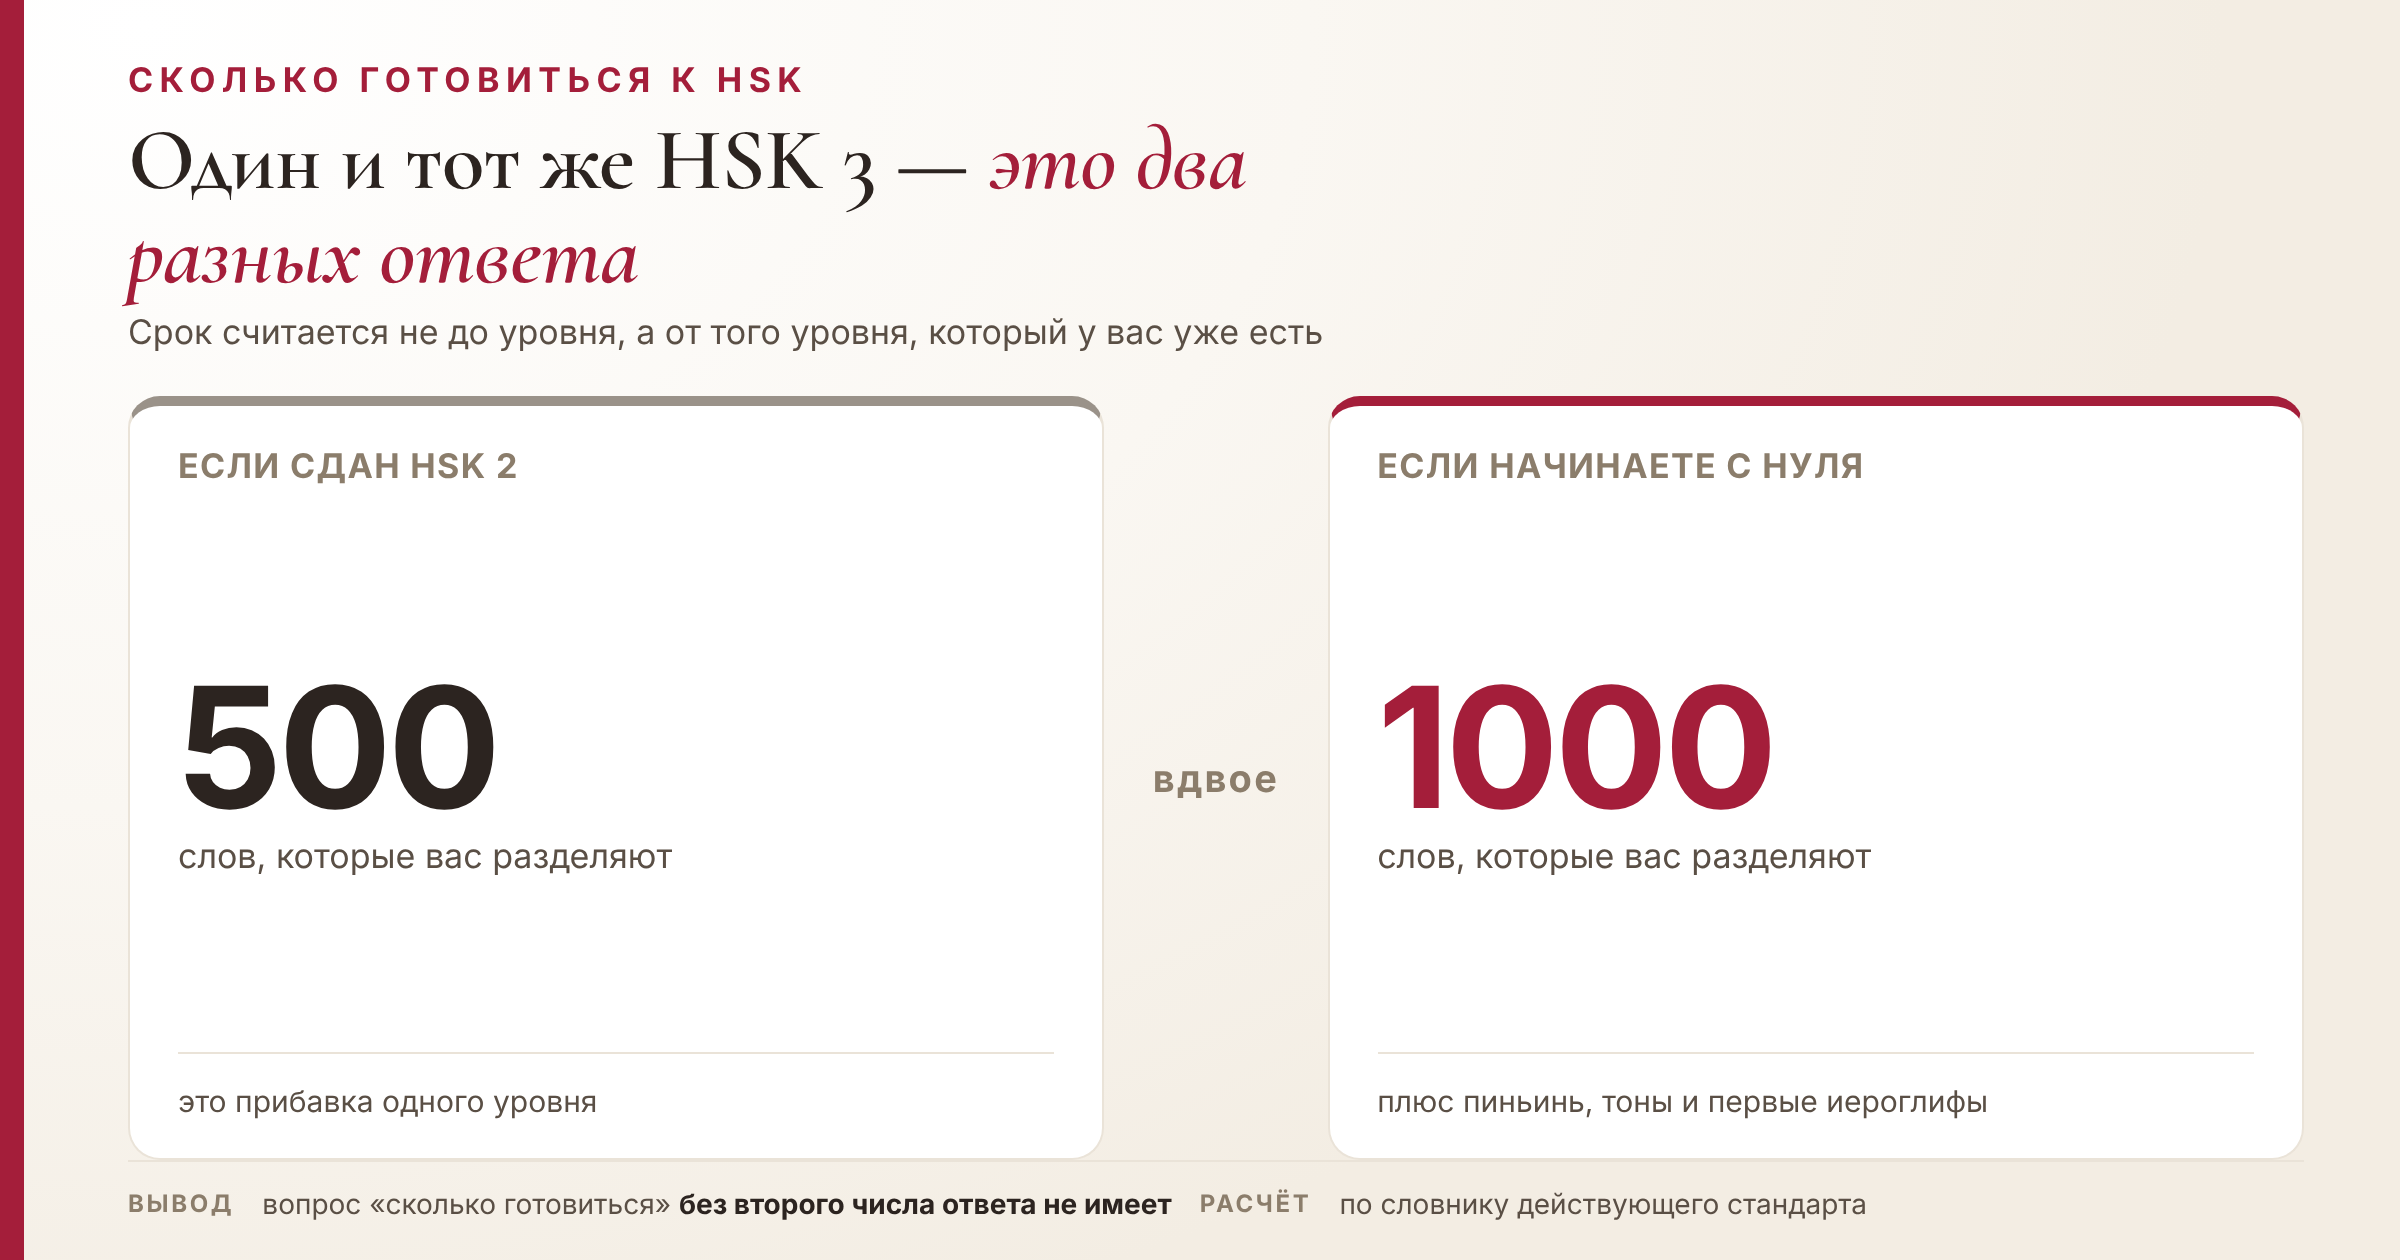 СКОЛЬКО ГОТОВИТЬСЯ К HSK
Один и тот же HSK 3 — это два
разных ответа
Срок считается не до уровня, а от того уровня, который у вас уже есть
ЕСЛИ СДАН HSK 2
500
слов, которые вас разделяют
это прибавка одного уровня
вдвое
ЕСЛИ НАЧИНАЕТЕ С НУЛЯ
1000
слов, которые вас разделяют
плюс пиньинь, тоны и первые иероглифы
ВЫВОД вопрос «сколько готовиться» без второго числа ответа не имеет РАСЧЁТ по словнику действующего стандарта